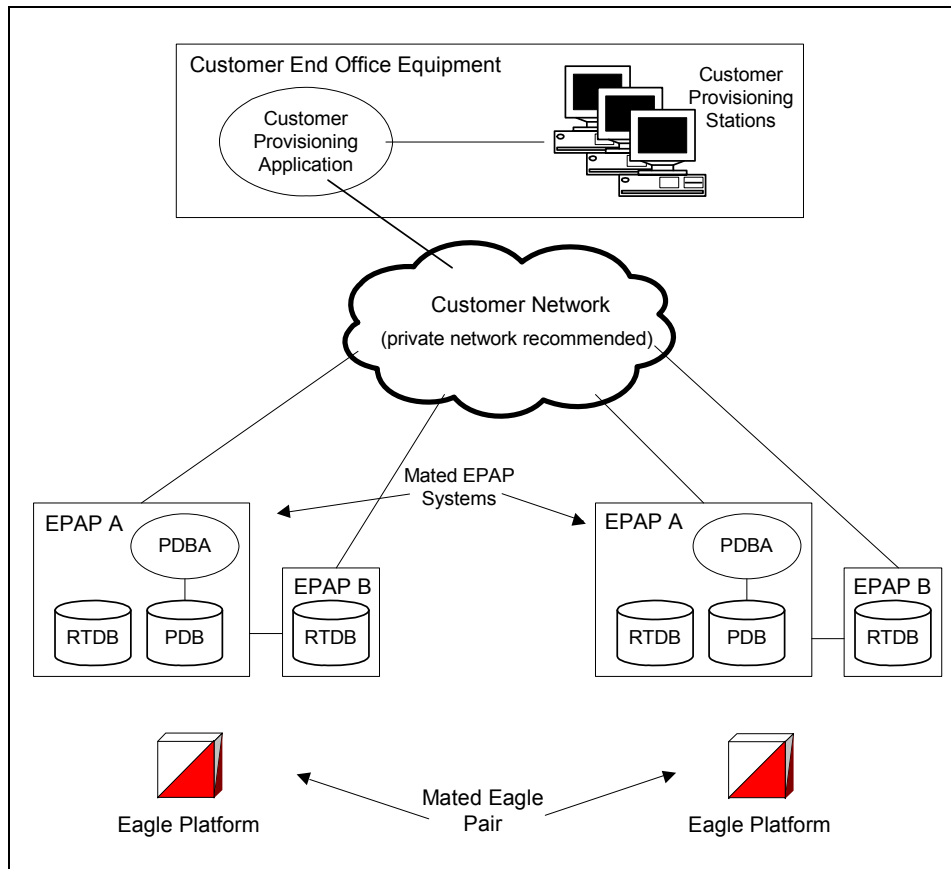 Customer End Office Equipment
Customer
Provisioning
Application
Customer
Provisioning
Stations
Customer Network
(private network recommended)
Mated EPAP
Systems
EPAP A
PDBA
RTDB
PDB
EPAP B
RTDB
EPAP A
PDBA
RTDB
PDB
EPAP B
RTDB
Eagle Platform
Mated Eagle
Pair
Eagle Platform